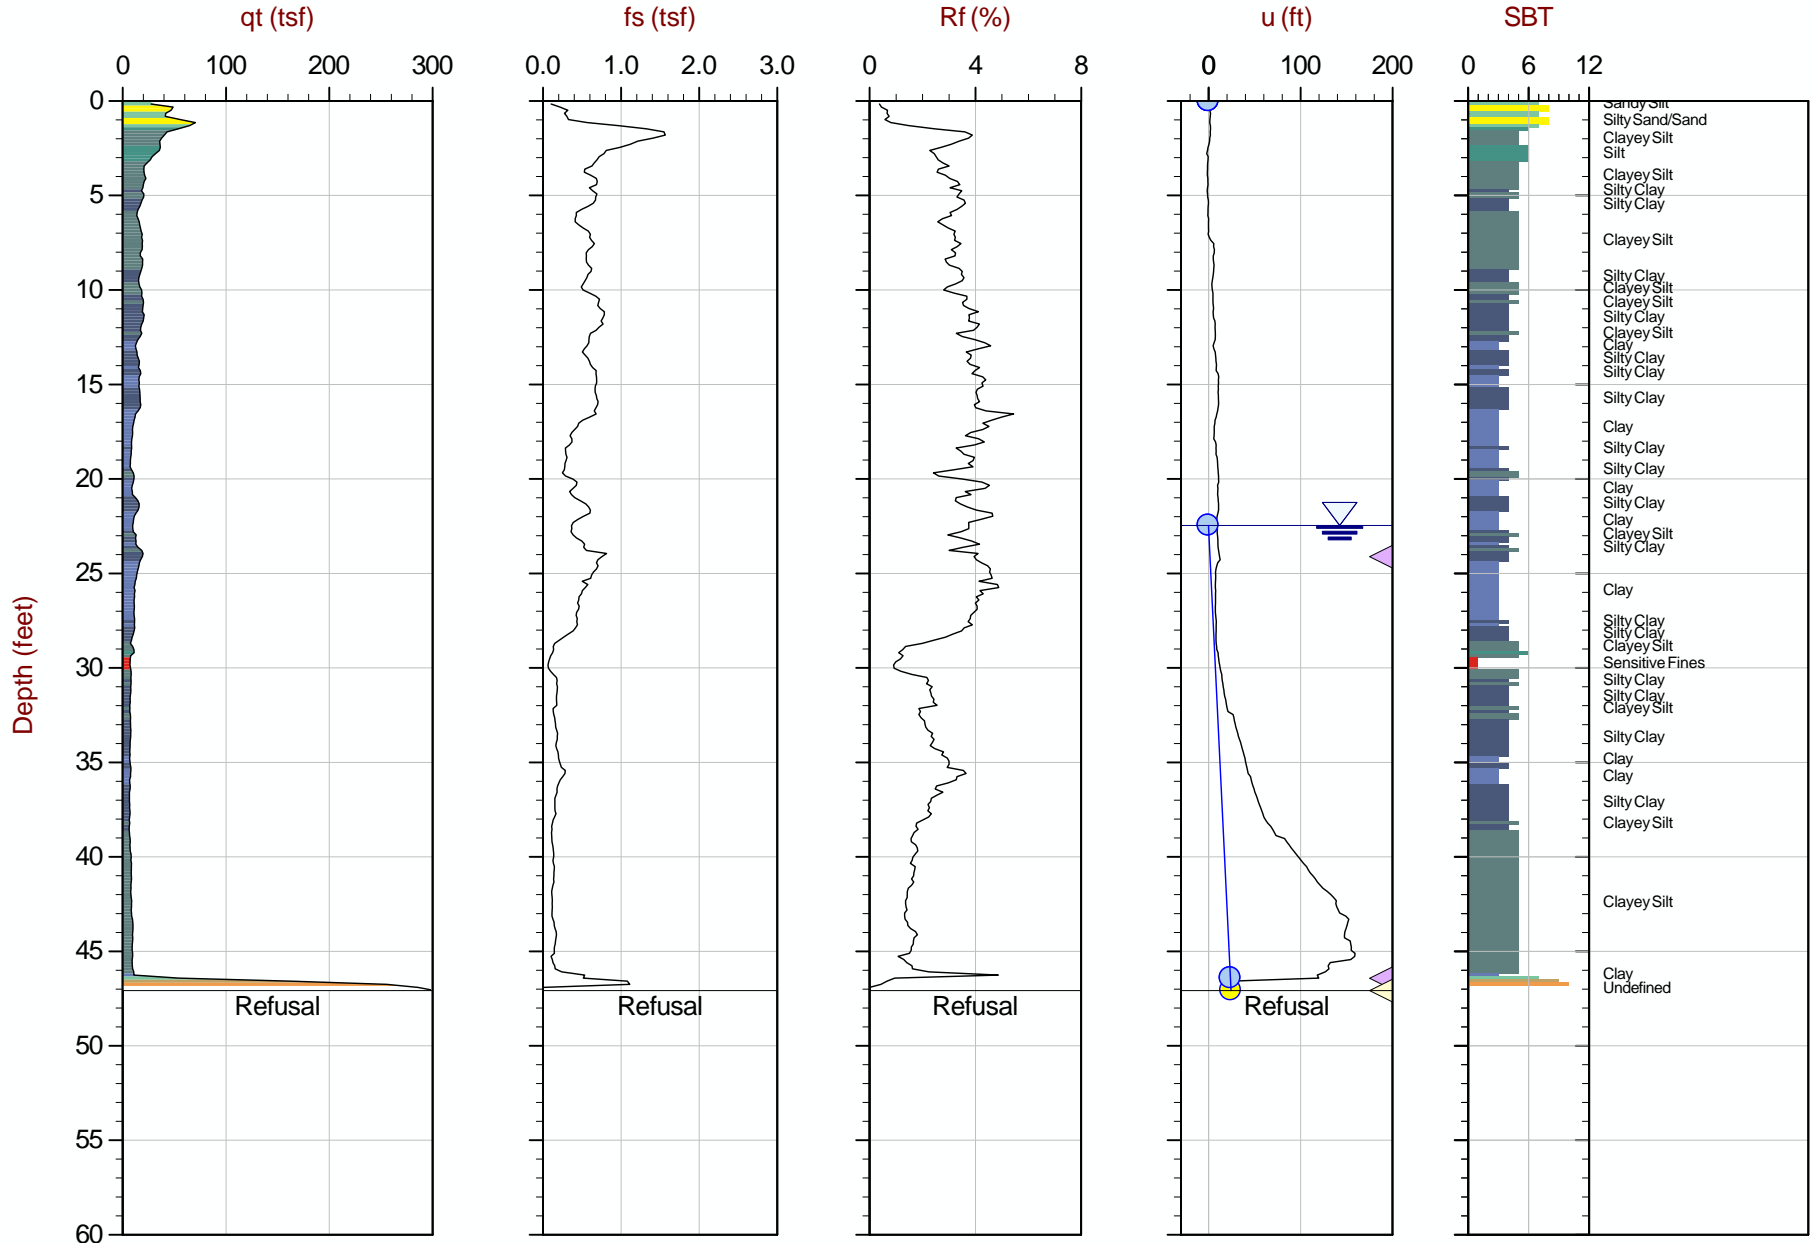 qt (tsf) fs (tsf) Rf (%) u (ft) SBT
0 100 200 300 0.0 1.0 2.0 3.0 0 4 8 0 100 200 0 6 12
0
5
10
15
20
25
30
35
40
45
50
55
60
Depth (feet)
Sandy Silt
Silty Sand/Sand
Clayey Silt
Silt
Clayey Silt
Silty Clay
Silty Clay
Clayey Silt
Silty Clay
Clayey Silt
Clayey Silt
Silty Clay
Clayey Silt
Clay
Silty Clay
Silty Clay
Silty Clay
Clay
Silty Clay
Silty Clay
Clay
Silty Clay
Clay
Clayey Silt
Silty Clay
Clay
Silty Clay
Silty Clay
Clayey Silt
Sensitive Fines
Silty Clay
Silty Clay
Clayey Silt
Silty Clay
Clay
Clay
Silty Clay
Clayey Silt
Clayey Silt
Clay
Undefined
Refusal Refusal Refusal Refusal